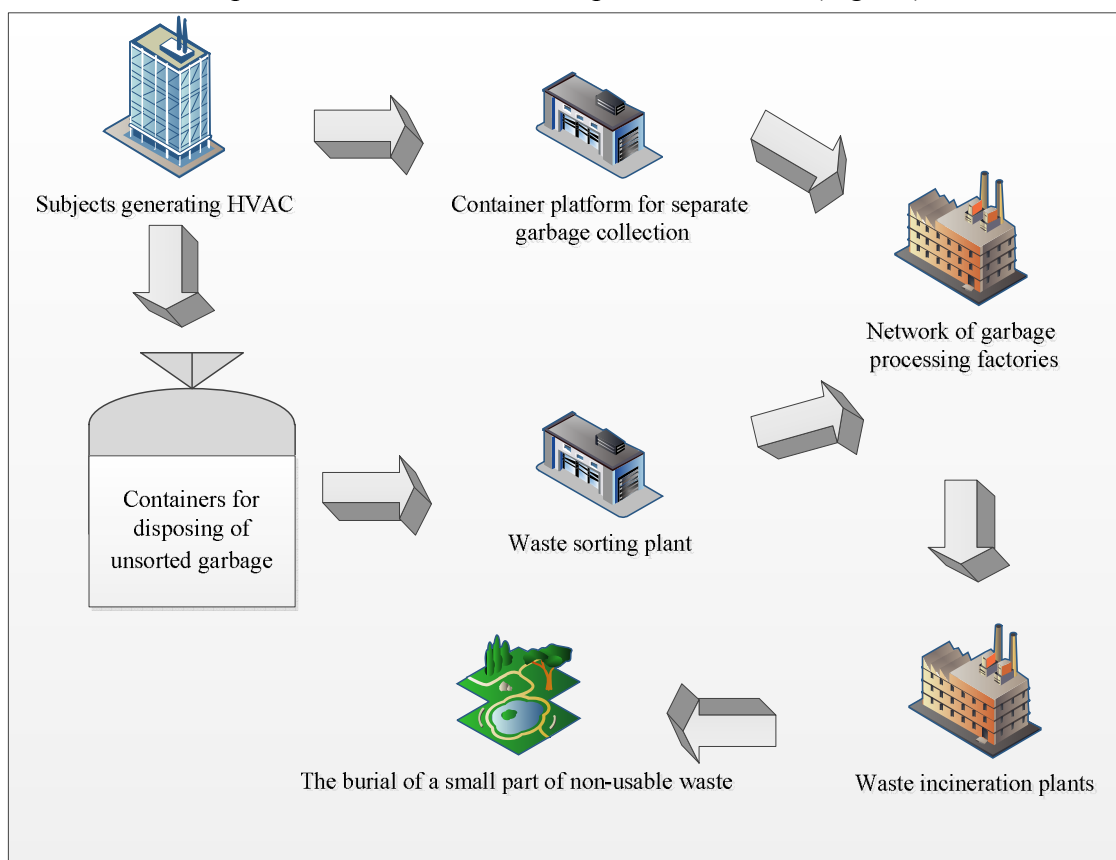 Subjects generating HVAC
Container platform for separate
garbage collection
Network of garbage
processing factories
Containers for
disposing of
unsorted garbage
Waste sorting plant
The burial of a small part of non-usable waste
Waste incineration plants